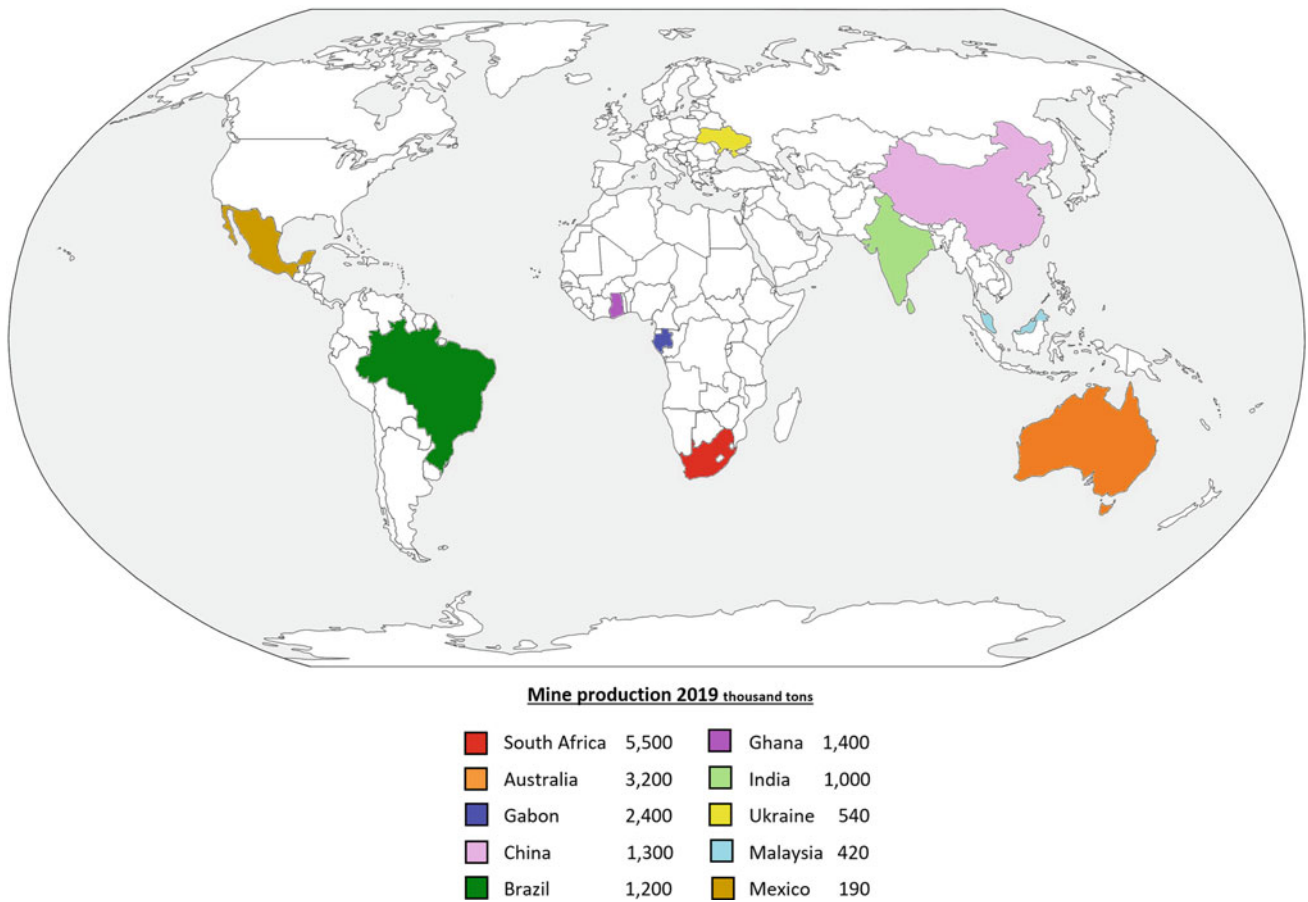 Mine production 2019 thousand tons
South Africa 5,500
Australia 3,200
Gabon 2,400
China 1,300
Brazil 1,200
Ghana 1,400
India 1,000
Ukraine 540
Malaysia 420
Mexico 190